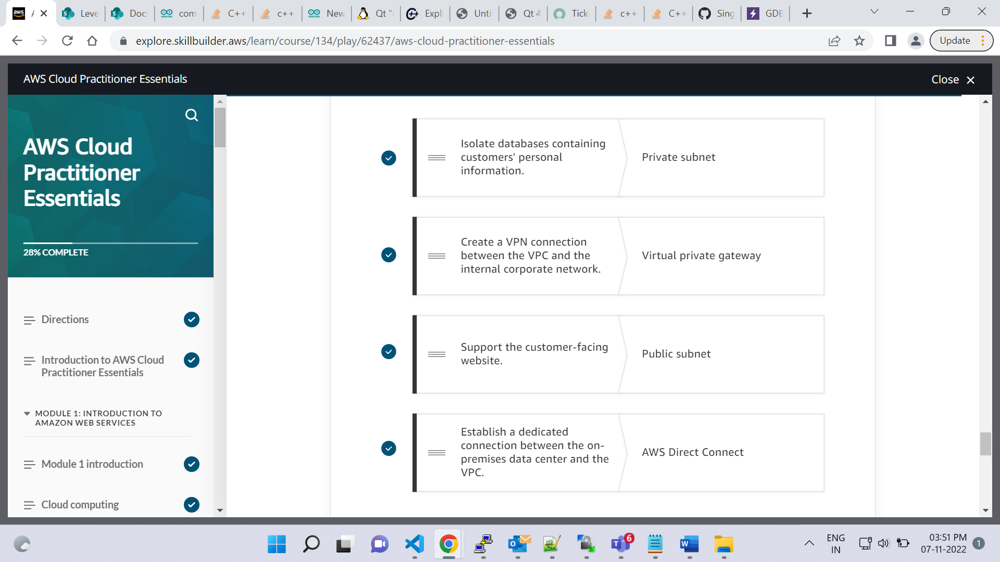 aws
A
Leve
Docs
com
C++
c++
New
Qt "
Expli
Unti
Qt 4
Tick
c++
C++
Sing
GDB
explore.skillbuilder.aws/learn/course/134/play/62437/aws-cloud-practitioner-essentials
Update
AWS Cloud Practitioner Essentials
Close
AWS Cloud
Practitioner
Essentials
28% COMPLETE
Directions
Introduction to AWS Cloud
Practitioner Essentials
MODULE 1: INTRODUCTION TO
AMAZON WEB SERVICES
Module 1 introduction
Cloud computing
Isolate databases containing
customers' personal
information.
Private subnet
Create a VPN connection
between the VPC and the
internal corporate network.
Virtual private gateway
Support the customer-facing
website.
Public subnet
Establish a dedicated
connection between the on-
premises data center and the
VPC.
AWS Direct Connect
6
ENG
IN
03:51 PM
07-11-2022
1